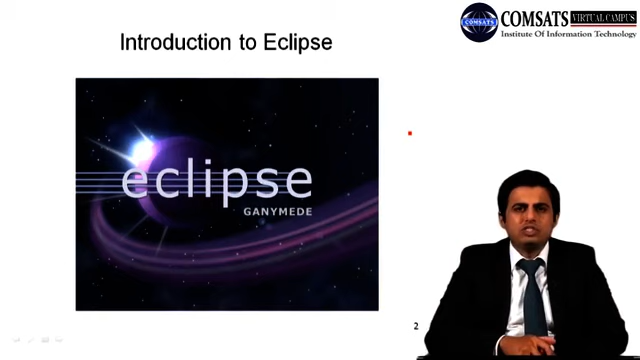 COMSATS VIRTUAL CAMPUS
Institute Of Information Technology
COMSATS
Introduction to Eclipse
eclipse
GANYMEDE
2